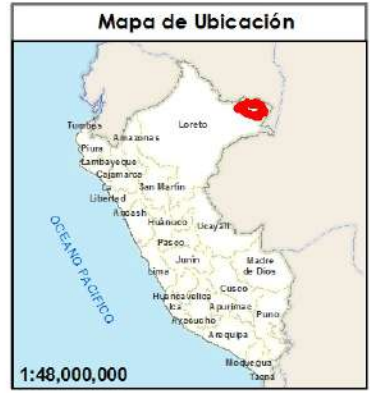 Mapa de Ubicación
Tumbes
Loreto
Amazonas
Piura
Lambayeque
Cajamarca
La
Libertad
San Martín
Ancash
Huánuco
Ucayali
Pasco
Junín
Madre
de Dios
Lima
Cusco
Huancavelica
Ica
Apurimac
Puno
Ayacucho
Arequipa
Moquegua
Tacna
OCEANO PACIFICO
1:48,000,000